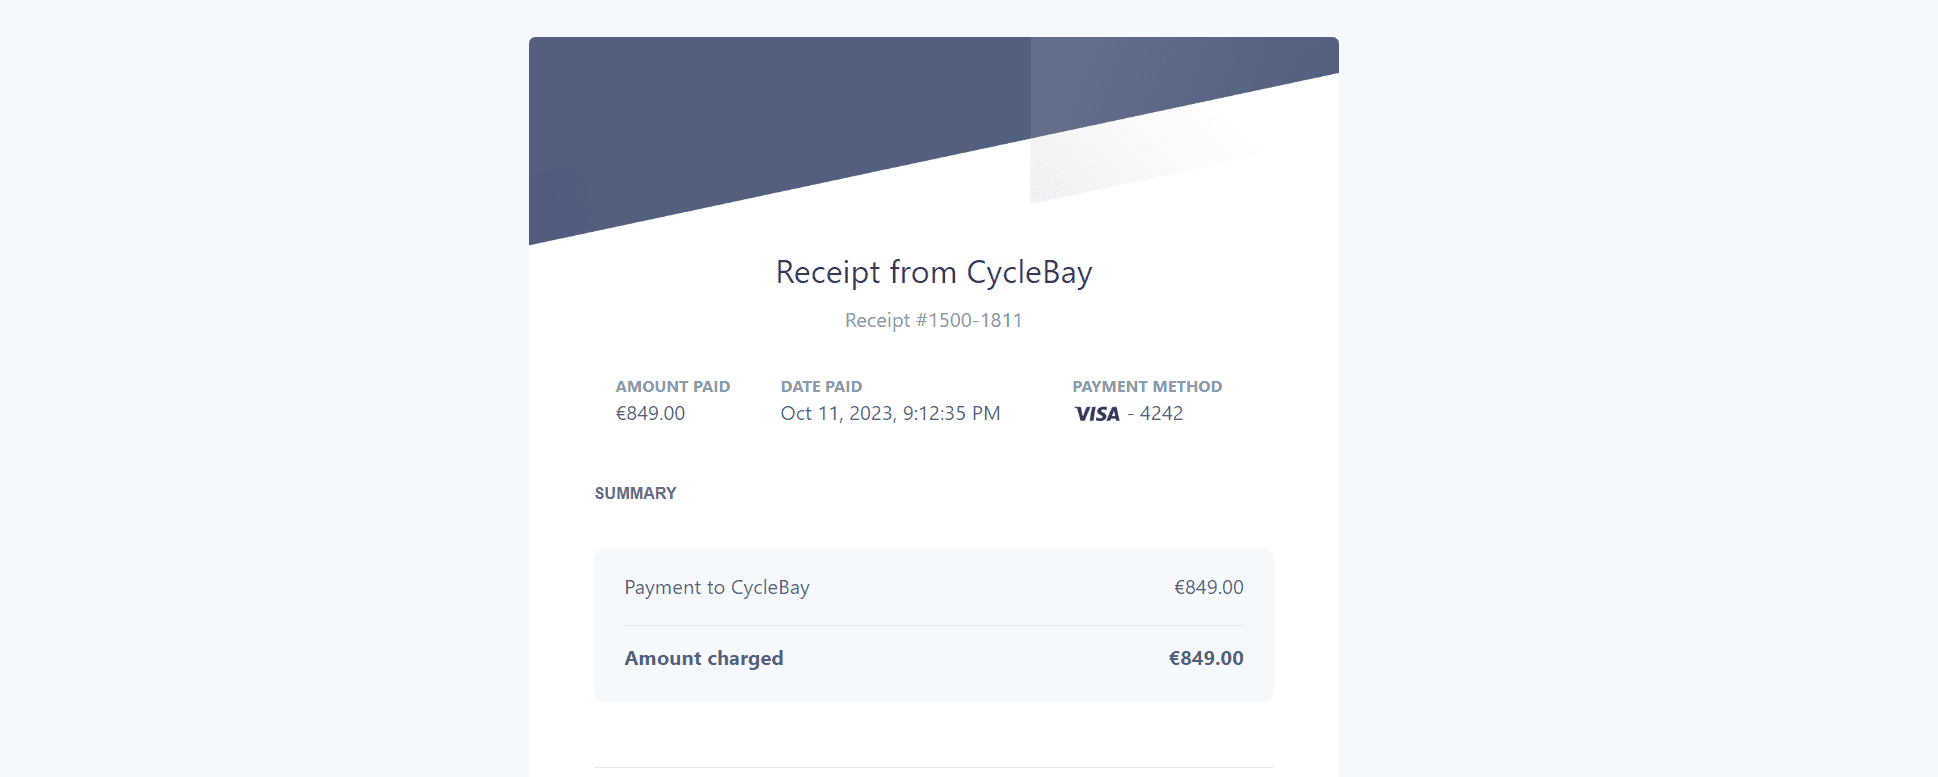 Receipt from CycleBay
Receipt #1500-1811
AMOUNT PAID DATE PAID PAYMENT METHOD
€849.00 Oct 11, 2023, 9:12:35 PM VISA - 4242
SUMMARY
Payment to CycleBay €849.00
Amount charged €849.00